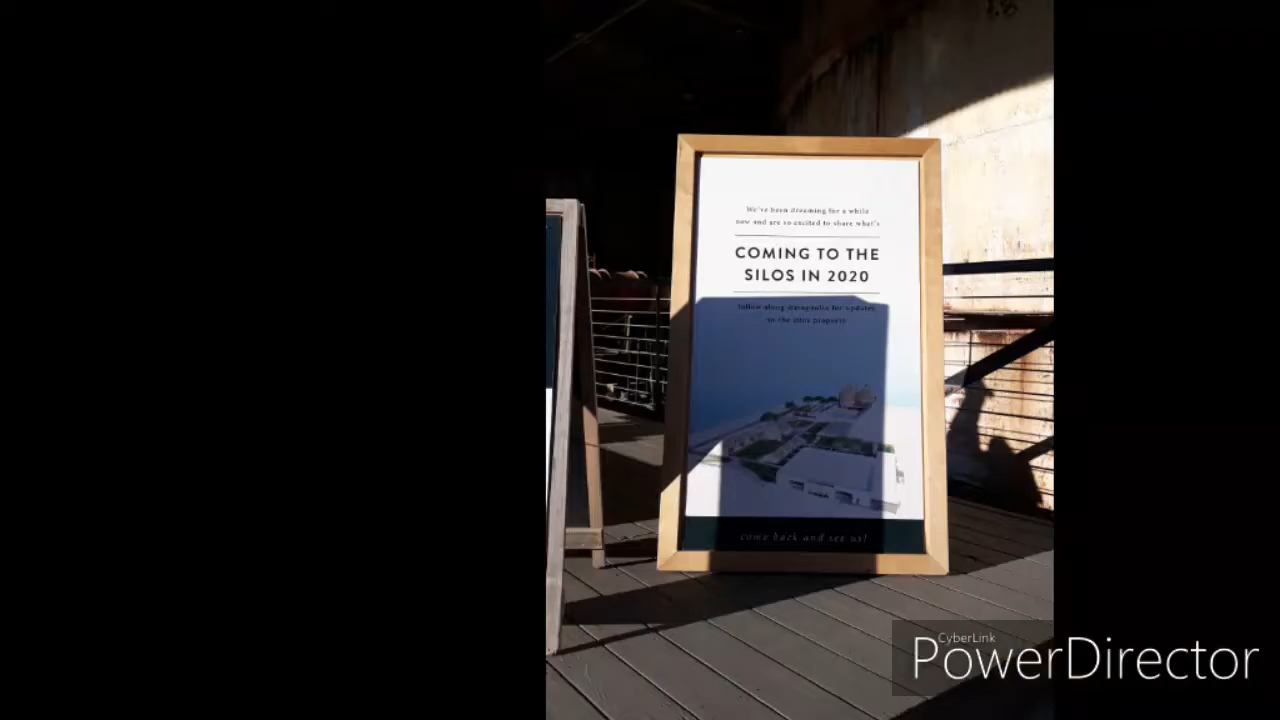 We've been dreaming for a while
now and are so excited to share what's
COMING TO THE
SILOS IN 2020
follow along @magnolia for updates
on the silos property
come back and see us!
CyberLink
PowerDirector